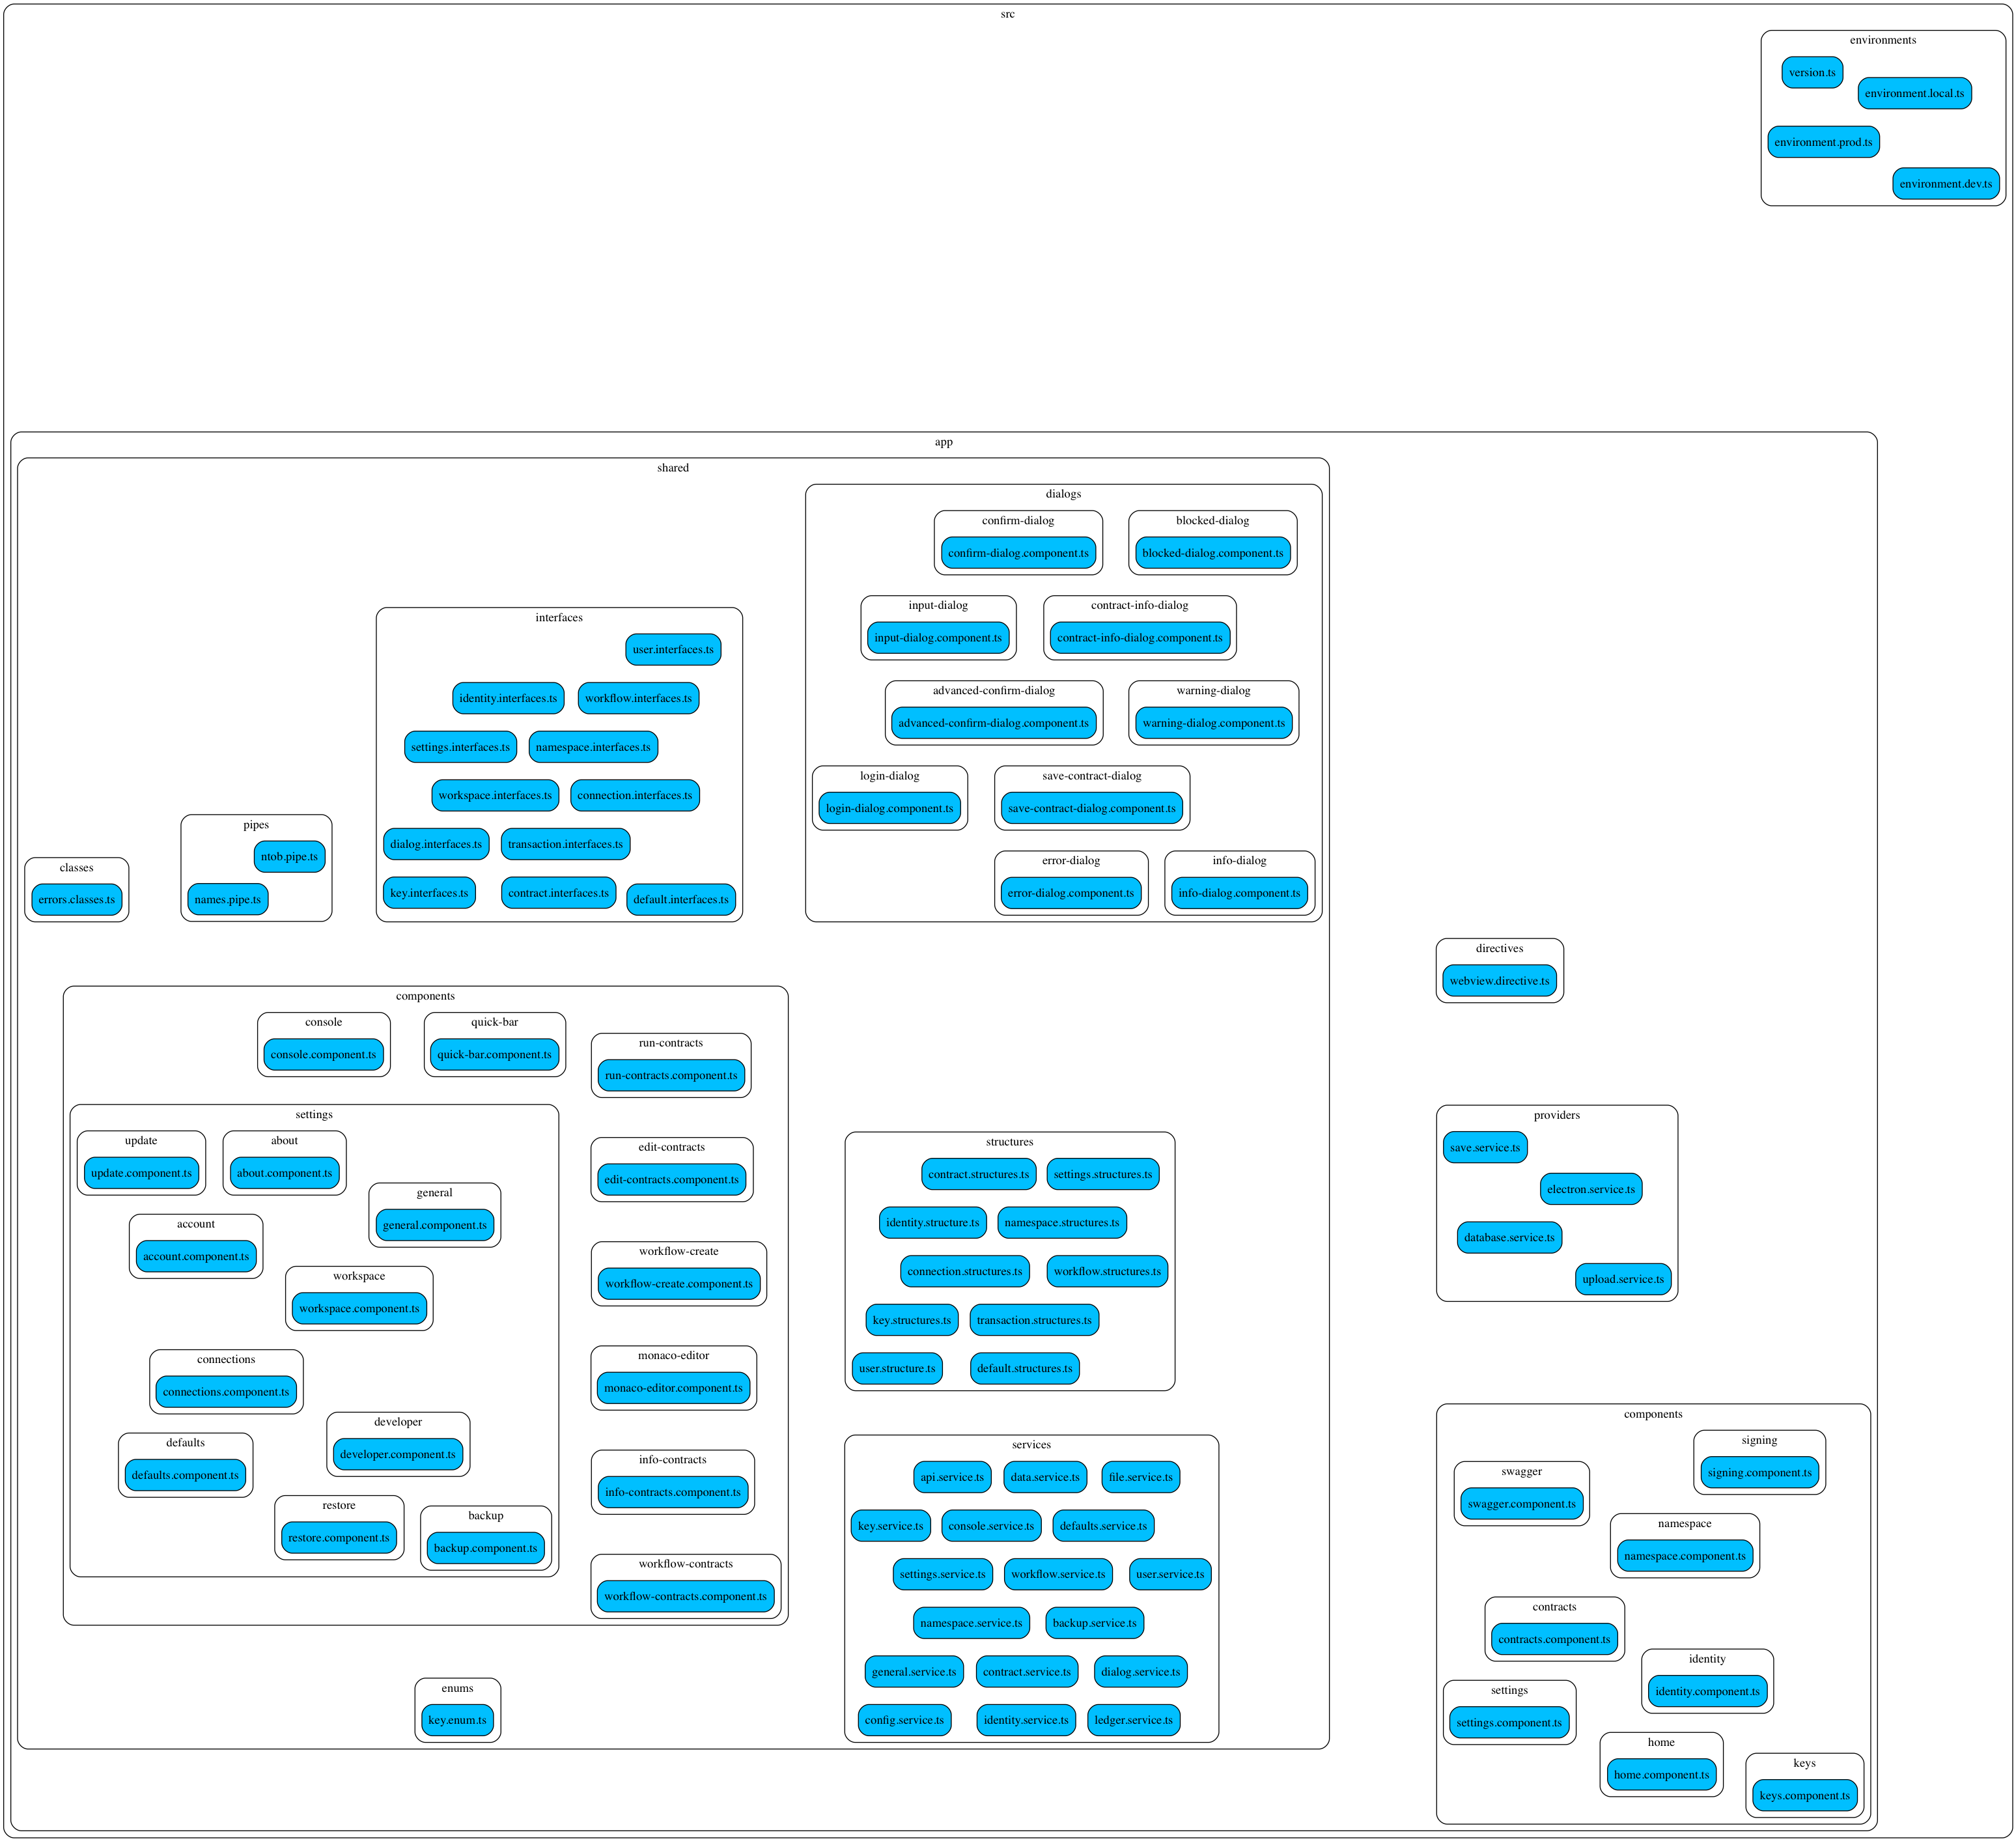 src
environments
version.ts
environment.local.ts
environment.prod.ts
environment.dev.ts
app
shared
dialogs
confirm-dialog
confirm-dialog.component.ts
blocked-dialog
blocked-dialog.component.ts
input-dialog
input-dialog.component.ts
contract-info-dialog
contract-info-dialog.component.ts
advanced-confirm-dialog
advanced-confirm-dialog.component.ts
warning-dialog
warning-dialog.component.ts
login-dialog
login-dialog.component.ts
save-contract-dialog
save-contract-dialog.component.ts
error-dialog
error-dialog.component.ts
info-dialog
info-dialog.component.ts
interfaces
user.interfaces.ts
identity.interfaces.ts
workflow.interfaces.ts
settings.interfaces.ts
namespace.interfaces.ts
workspace.interfaces.ts
connection.interfaces.ts
dialog.interfaces.ts
transaction.interfaces.ts
key.interfaces.ts
contract.interfaces.ts
default.interfaces.ts
pipes
ntob.pipe.ts
names.pipe.ts
classes
errors.classes.ts
components
console
console.component.ts
quick-bar
quick-bar.component.ts
run-contracts
run-contracts.component.ts
settings
update
update.component.ts
about
about.component.ts
general
general.component.ts
account
account.component.ts
workspace
workspace.component.ts
connections
connections.component.ts
developer
developer.component.ts
defaults
defaults.component.ts
restore
restore.component.ts
backup
backup.component.ts
edit-contracts
edit-contracts.component.ts
workflow-create
workflow-create.component.ts
monaco-editor
monaco-editor.component.ts
info-contracts
info-contracts.component.ts
workflow-contracts
workflow-contracts.component.ts
enums
key.enum.ts
structures
contract.structures.ts
settings.structures.ts
identity.structure.ts
namespace.structures.ts
connection.structures.ts
workflow.structures.ts
key.structures.ts
transaction.structures.ts
user.structure.ts
default.structures.ts
services
api.service.ts
data.service.ts
file.service.ts
key.service.ts
console.service.ts
defaults.service.ts
settings.service.ts
workflow.service.ts
user.service.ts
namespace.service.ts
backup.service.ts
general.service.ts
contract.service.ts
dialog.service.ts
config.service.ts
identity.service.ts
ledger.service.ts
directives
webview.directive.ts
providers
save.service.ts
electron.service.ts
database.service.ts
upload.service.ts
components
signing
signing.component.ts
swagger
swagger.component.ts
namespace
namespace.component.ts
contracts
contracts.component.ts
identity
identity.component.ts
settings
settings.component.ts
home
home.component.ts
keys
keys.component.ts